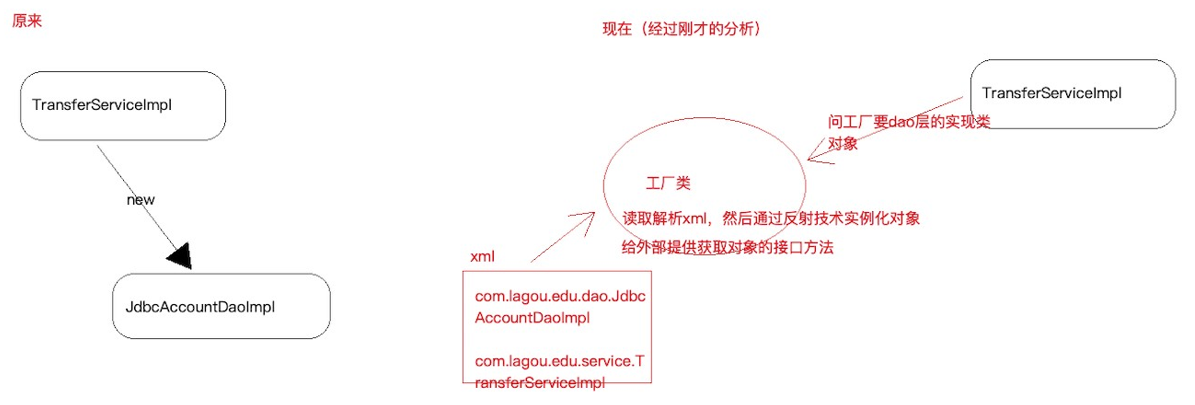 原来
TransferServiceImpl
new
JdbcAccountDaoImpl
现在（经过刚才的分析）
TransferServiceImpl
问工厂要dao层的实现类
对象
工厂类
读取解析xml，然后通过反射技术实例化对象
给外部提供获取对象的接口方法
xml
com.lagou.edu.dao.Jdbc
AccountDaoImpl
com.lagou.edu.service.T
ransferServiceImpl